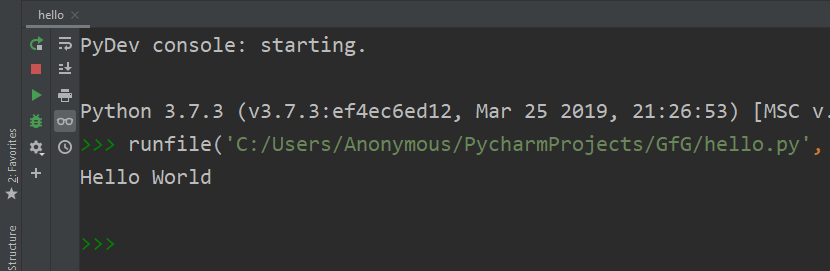 hello
PyDev console: starting.
Python 3.7.3 (v3.7.3:ef4ec6ed12, Mar 25 2019, 21:26:53) [MSC v.
>>> runfile('C:/Users/Anonymous/PycharmProjects/GfG/hello.py',
Hello World
>>>
2: Favorites
Structure